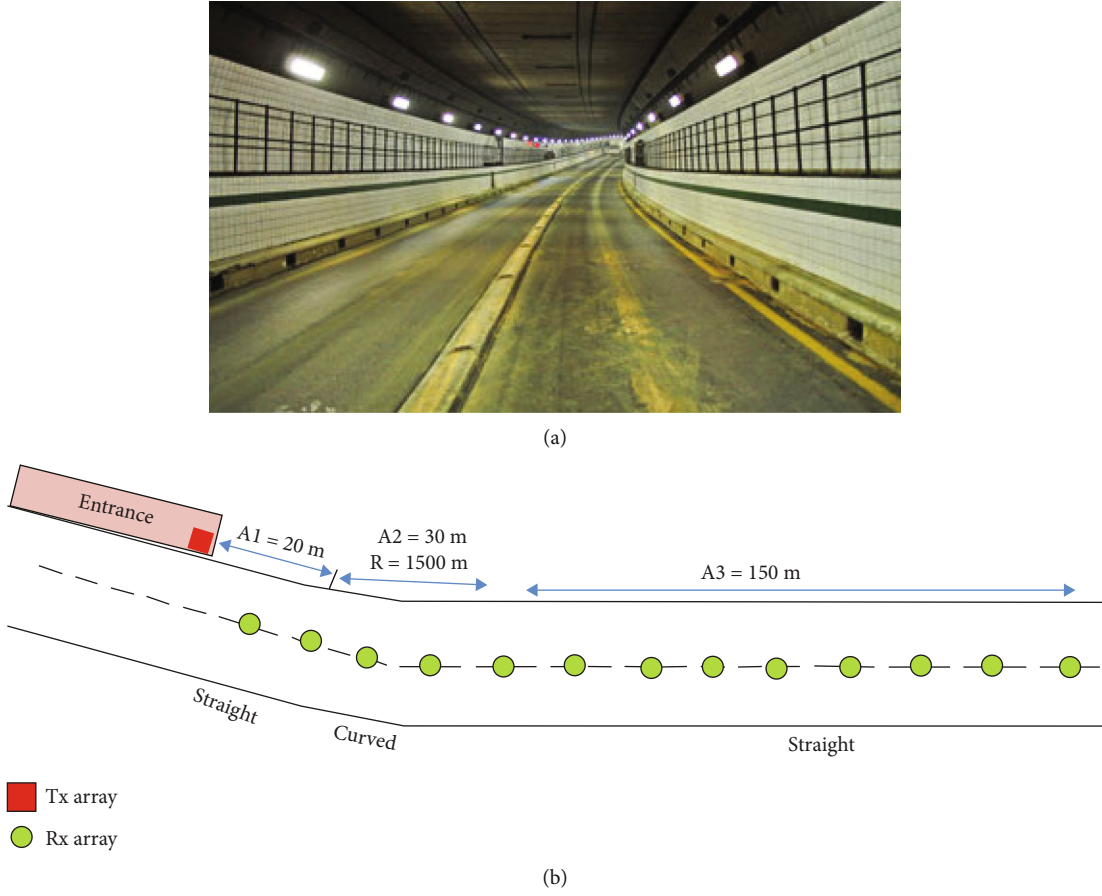 (a)
Entrance
A1 = 20 m
A2 = 30 m
R = 1500 m
A3 = 150 m
Straight
Curved
Straight
Tx array
Rx array
(b)